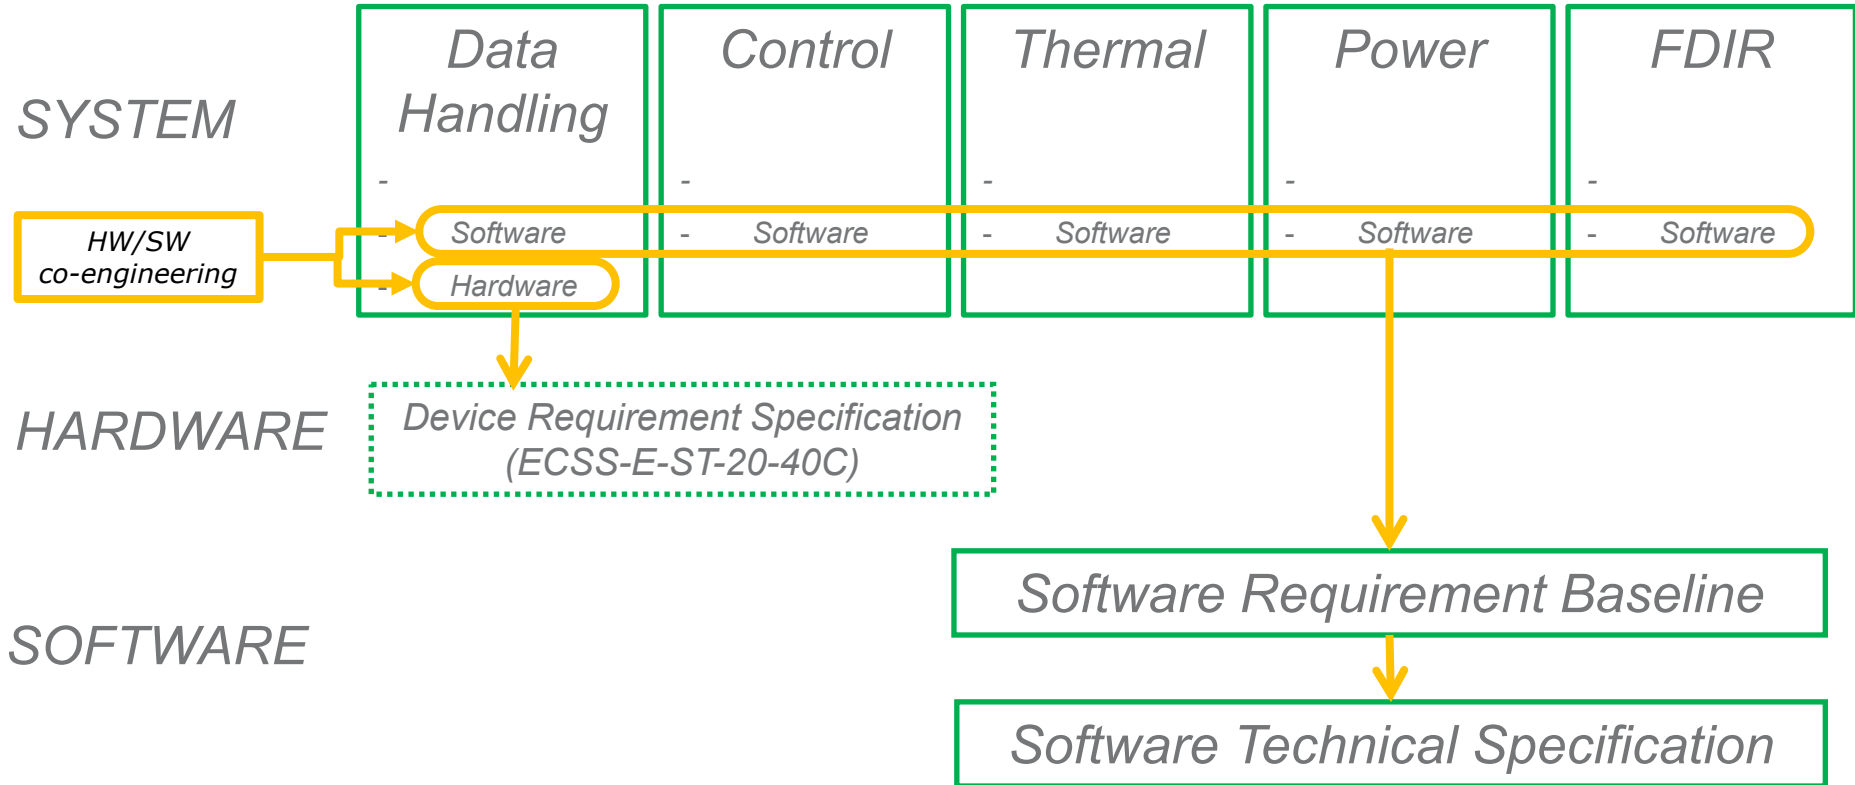 Data
Handling
Control
Thermal
Power
FDIR
SYSTEM
-
-
-
-
-
HW/SW
co-engineering
- Software
- Software
- Software
- Software
- Software
- Hardware
HARDWARE
Device Requirement Specification
(ECSS-E-ST-20-40C)
SOFTWARE
Software Requirement Baseline
Software Technical Specification